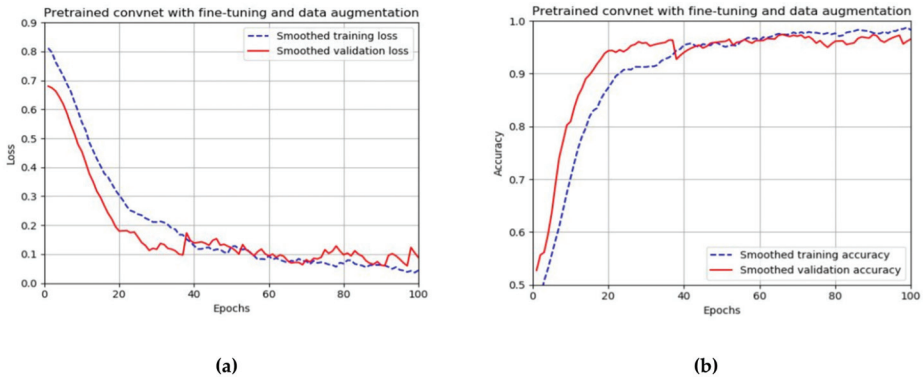 Pretrained convnet with fine-tuning and data augmentation
0.9
0.8
0.7
0.6
0.5
0.4
0.3
0.2
0.1
0.0
Loss
Smoothed training loss
Smoothed validation loss
0 20 40 60 80 100
Epochs
(a)
Pretrained convnet with fine-tuning and data augmentation
1.0
0.9
0.8
0.7
0.6
0.5
Accuracy
Smoothed training accuracy
Smoothed validation accuracy
0 20 40 60 80 100
Epochs
(b)